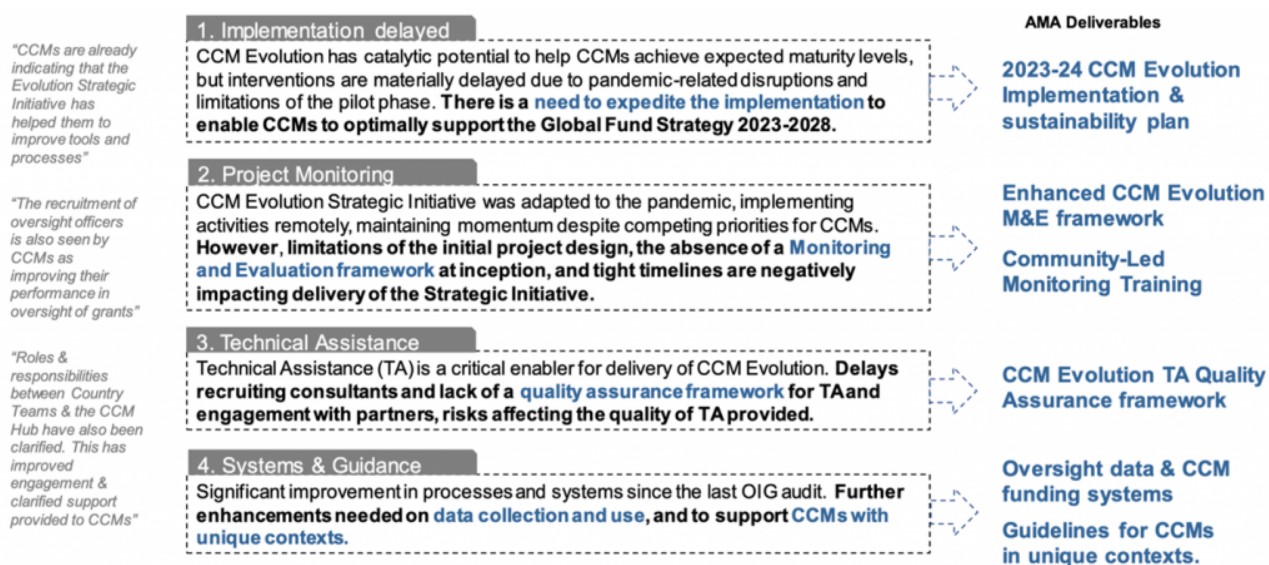 AMA Deliverables
"CCMs are already
indicating that the
Evolution Strategic
Initiative has
helped them to
improve tools and
processes"
"The recruitment of
oversight officers
is also seen by
CCMs as
improving their
performance in
oversight of grants"
"Roles &
responsibilities
between Country
Teams & the CCM
Hub have also been
clarified. This has
improved
engagement &
clarified support
provided to CCMs"
1. Implementation delayed
CCM Evolution has catalytic potential to help CCMs achieve expected maturity levels,
but interventions are materially delayed due to pandemic-related disruptions and
limitations of the pilot phase. There is a need to expedite the implementation to
enable CCMs to optimally support the Global Fund Strategy 2023-2028.
2023-24 CCM Evolution
Implementation &
sustainability plan
2. Project Monitoring
CCM Evolution Strategic Initiative was adapted to the pandemic, implementing
activities remotely, maintaining momentum despite competing priorities for CCMs.
However, limitations of the initial project design, the absence of a Monitoring
and Evaluation framework at inception, and tight timelines are negatively
impacting delivery of the Strategic Initiative.
Enhanced CCM Evolution
M&E framework
Community-Led
Monitoring Training
3. Technical Assistance
Technical Assistance (TA) is a critical enabler for delivery of CCM Evolution. Delays
recruiting consultants and lack of a quality assurance framework for TA and
engagement with partners, risks affecting the quality of TA provided.
CCM Evolution TA Quality
Assurance framework
4. Systems & Guidance
Significant improvement in processes and systems since the last OIG audit. Further
enhancements needed on data collection and use, and to support CCMs with
unique contexts.
Oversight data & CCM
funding systems
Guidelines for CCMs
in unique contexts.